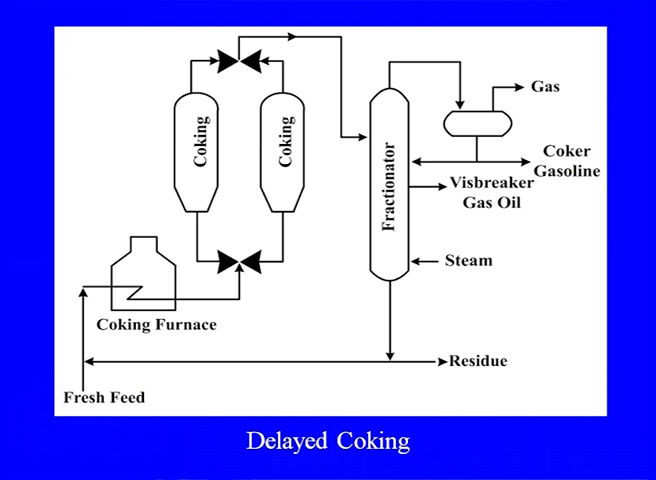 Gas
Coking
Coking
Fractionator
Coker
Gasoline
Visbreaker
Gas Oil
Steam
Coking Furnace
Residue
Fresh Feed
Delayed Coking